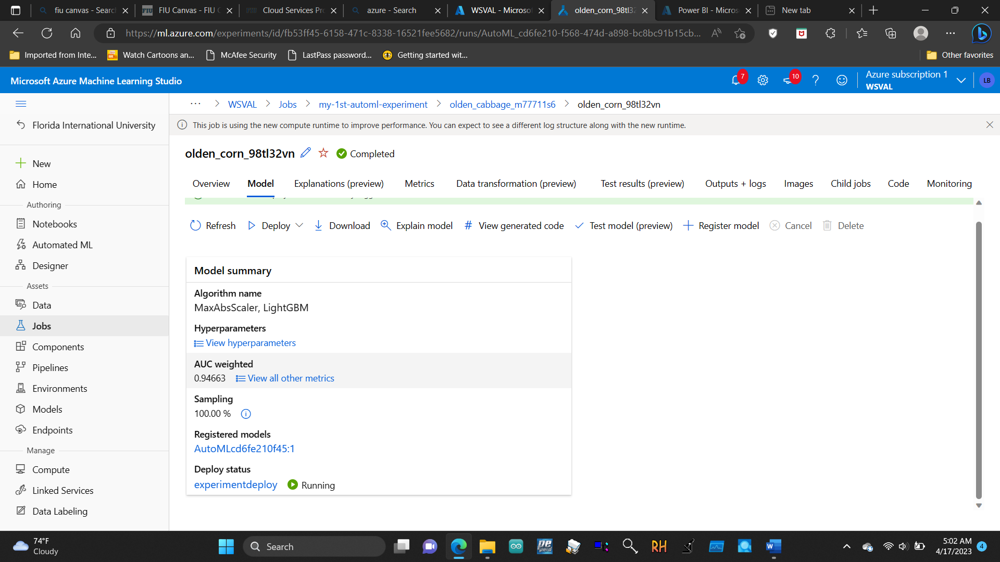 fiu canvas - Search
FIU Canvas - FIU
Cloud Services Pr
azure - Search
WSVAL - Microso
olden_corn_98tl32
Power BI - Micros
New tab
https://ml.azure.com/experiments/id/fb53ff45-6158-471c-8338-16521fee5682/runs/AutoML_cd6fe210-f568-474d-a898-bc8bc91b15cb...
Imported from Inte...
Watch Cartoons an...
McAfee Security
LastPass password...
Getting started wit...
Other favorites
Microsoft Azure Machine Learning Studio
7
10
Azure subscription 1
WSVAL
LB
... > WSVAL > Jobs > my-1st-automl-experiment > olden_cabbage_m77711s6 > olden_corn_98tl32vn
Florida International University
This job is using the new compute runtime to improve performance. You can expect to see a different log structure along with the new runtime.
olden_corn_98tl32vn
Completed
New
Home
Authoring
Notebooks
Automated ML
Designer
Assets
Data
Jobs
Components
Pipelines
Environments
Models
Endpoints
Manage
Compute
Linked Services
Data Labeling
Overview
Model
Explanations (preview)
Metrics
Data transformation (preview)
Test results (preview)
Outputs + logs
Images
Child jobs
Code
Monitoring
Refresh
Deploy
Download
Explain model
# View generated code
Test model (preview)
Register model
Cancel
Delete
Model summary
Algorithm name
MaxAbsScaler, LightGBM
Hyperparameters
View hyperparameters
AUC weighted
0.94663
View all other metrics
Sampling
100.00 %
Registered models
AutoMLcd6fe210f45:1
Deploy status
experimentdeploy
Running
74°F
Cloudy
Search
RH
5:02 AM
4/17/2023
4